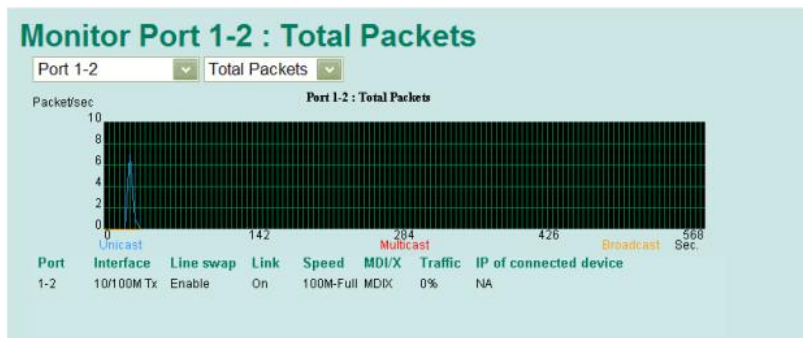 Monitor Port 1-2 : Total Packets
Port 1-2 Total Packets
Packet/sec Port 1-2 : Total Packets
10
8
6
4
2
0
0 142 284 426 568
Unicast Multicast Broadcast Sec.
Port Interface Line swap Link Speed MDI/X Traffic IP of connected device
1-2 10/100M Tx Enable On 100M-Full MDIX 0% NA